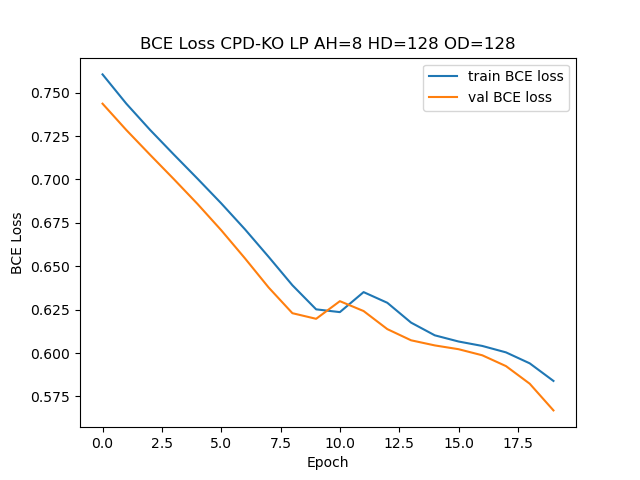 BCE Loss CPD-KO LP AH=8 HD=128 OD=128
train BCE loss
val BCE loss
BCE Loss
0.750
0.725
0.700
0.675
0.650
0.625
0.600
0.575
0.0 2.5 5.0 7.5 10.0 12.5 15.0 17.5
Epoch